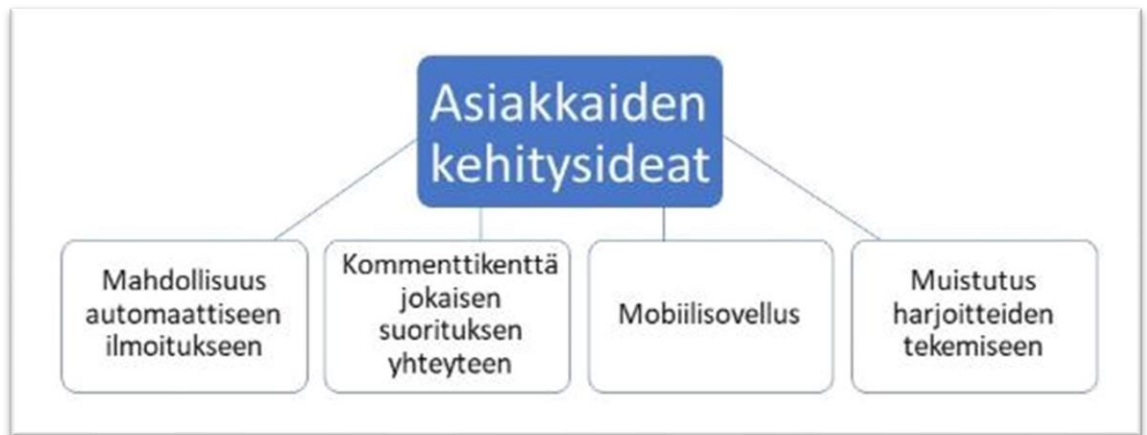 Asiakkaiden
kehitysideat
Mahdollisuus
automaattiseen
ilmoitukseen
Kommenttikenttä
jokaisen
suorituksen
yhteyteen
Mobiilisovellus
Muistutus
harjoitteiden
tekemiseen